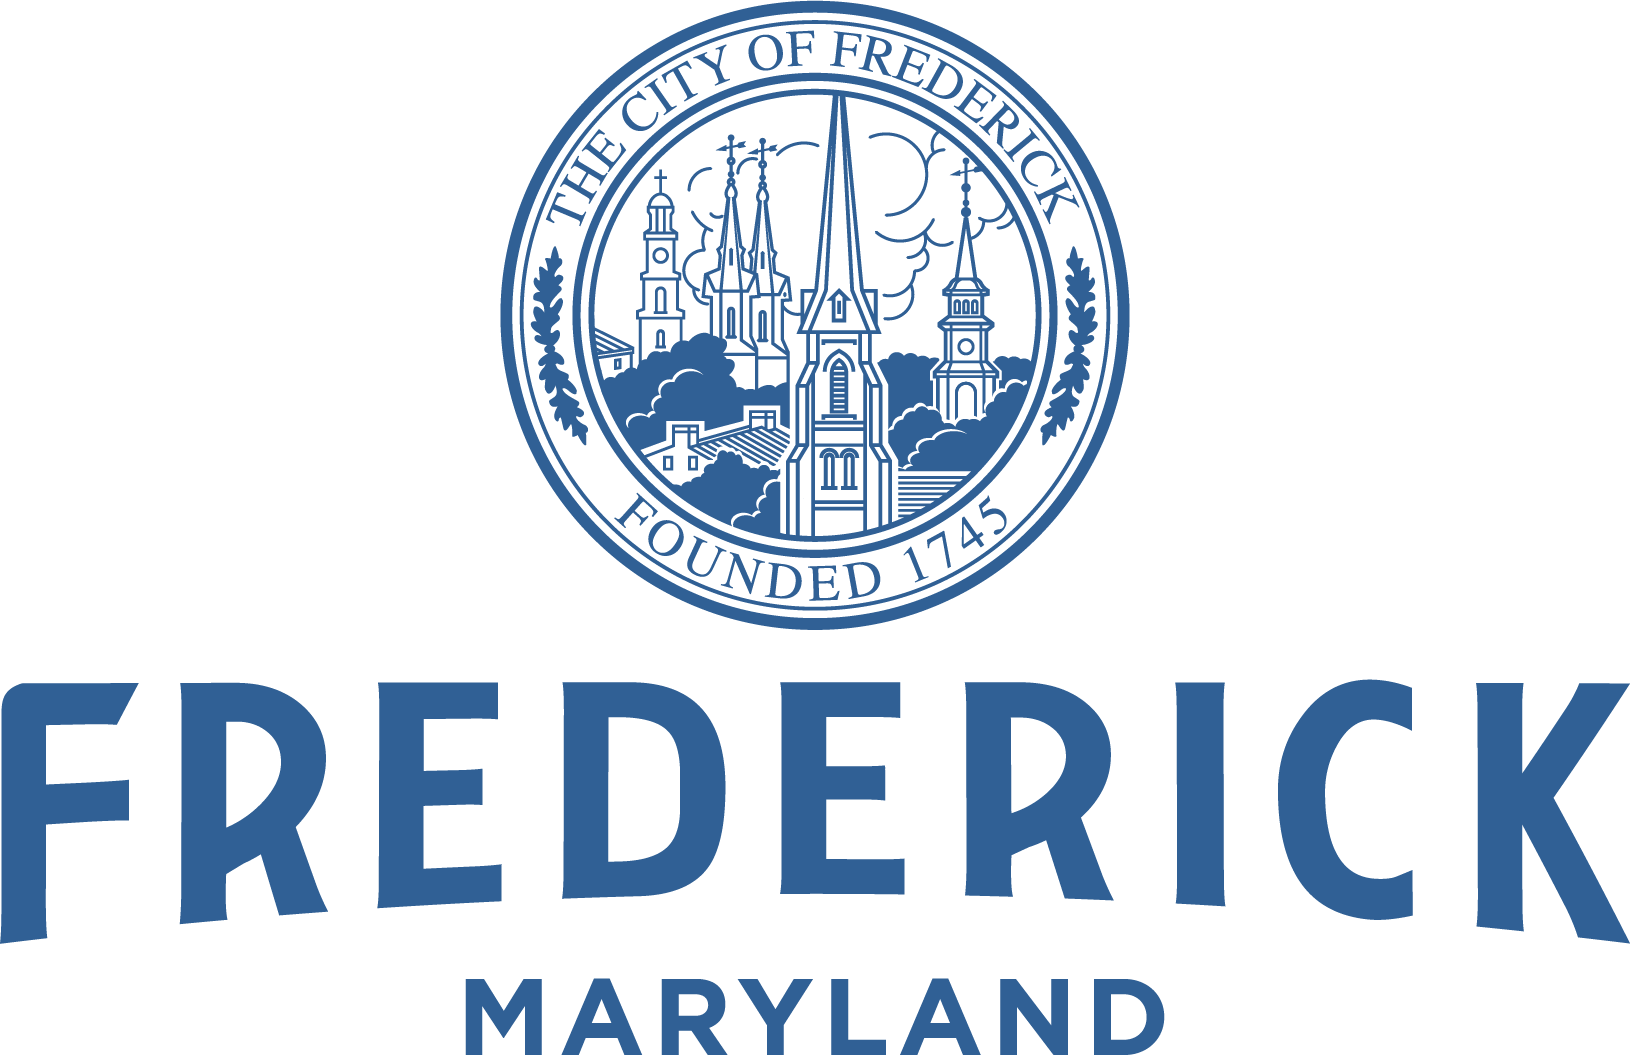 THE CITY OF FREDERICK
FOUNDED 1745
FREDERICK
MARYLAND